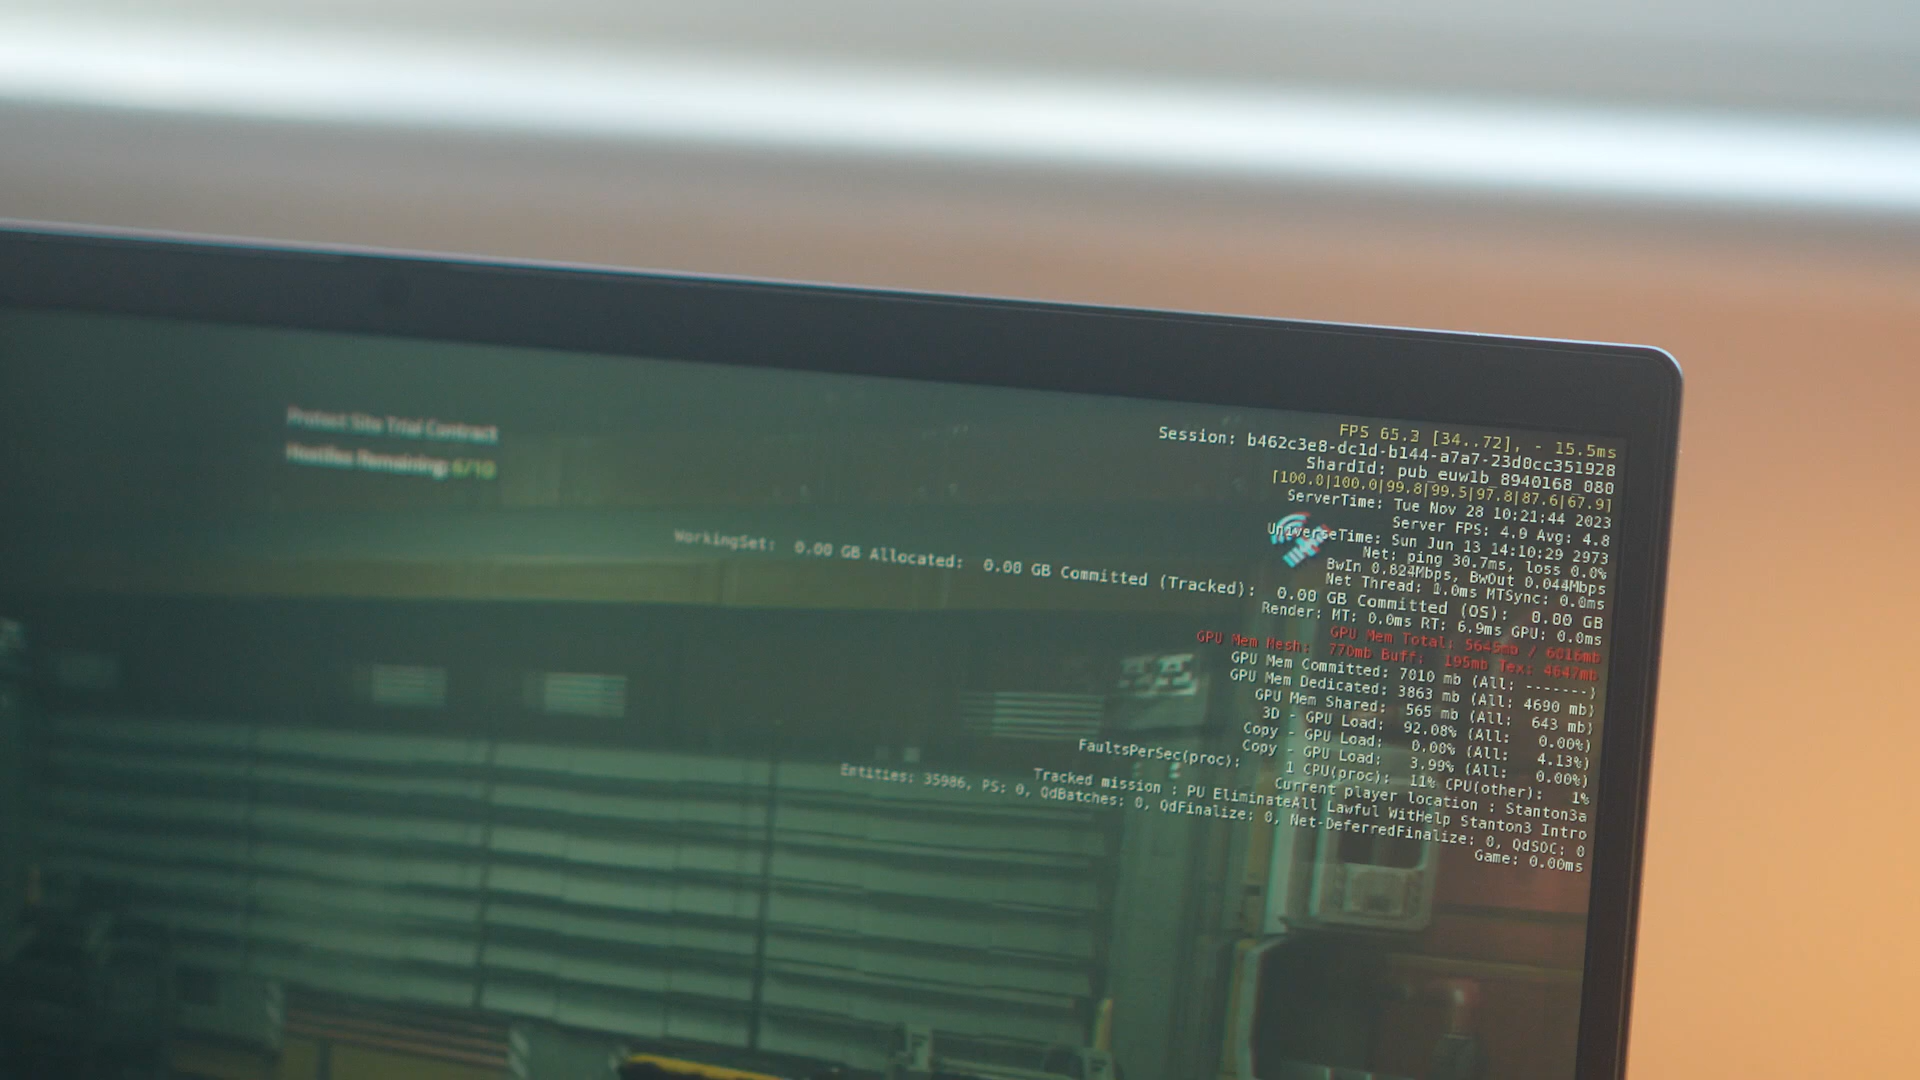 Protect Site Trial Contract
Hostiles Remaining: 6/10
FPS 65.3 [34..72], - 15.5ms
Session: b462c3e8-dc1d-b144-a7a7-23d0cc351928
ShardId: pub_euw1b_8940168_080
[100.0|100.0|99.8|99.5|97.8|87.6|67.9]
ServerTime: Tue Nov 28 10:21:44 2023
Server FPS: 4.0 Avg: 4.8
UniverseTime: Sun Jun 13 14:10:29 2973
Net: ping 30.7ms, loss 0.0%
BwIn 0.824Mbps, BwOut 0.044Mbps
Net Thread: 1.0ms MTSync: 0.0ms
WorkingSet: 0.00 GB Allocated: 0.00 GB Committed (Tracked): 0.00 GB Committed (OS): 0.00 GB
Render: MT: 0.0ms RT: 6.9ms GPU: 0.0ms
GPU Mem Total: 5645mb / 6016mb
GPU Mem Mesh: 770mb Buff: 195mb Tex: 4647mb
GPU Mem Committed: 7010 mb (All: -------)
GPU Mem Dedicated: 3863 mb (All: 4690 mb)
GPU Mem Shared: 565 mb (All: 643 mb)
3D - GPU Load: 92.08% (All: 0.00%)
Copy - GPU Load: 0.00% (All: 4.13%)
Copy - GPU Load: 3.99% (All: 0.00%)
FaultsPerSec(proc): 1 CPU(proc): 11% CPU(other): 1%
Current player location : Stanton3a
Tracked mission : PU EliminateAll Lawful WitHelp Stanton3 Intro
Entities: 35986, PS: 0, QdBatches: 0, QdFinalize: 0, Net-DeferredFinalize: 0, QdSOC: 0
Game: 0.00ms